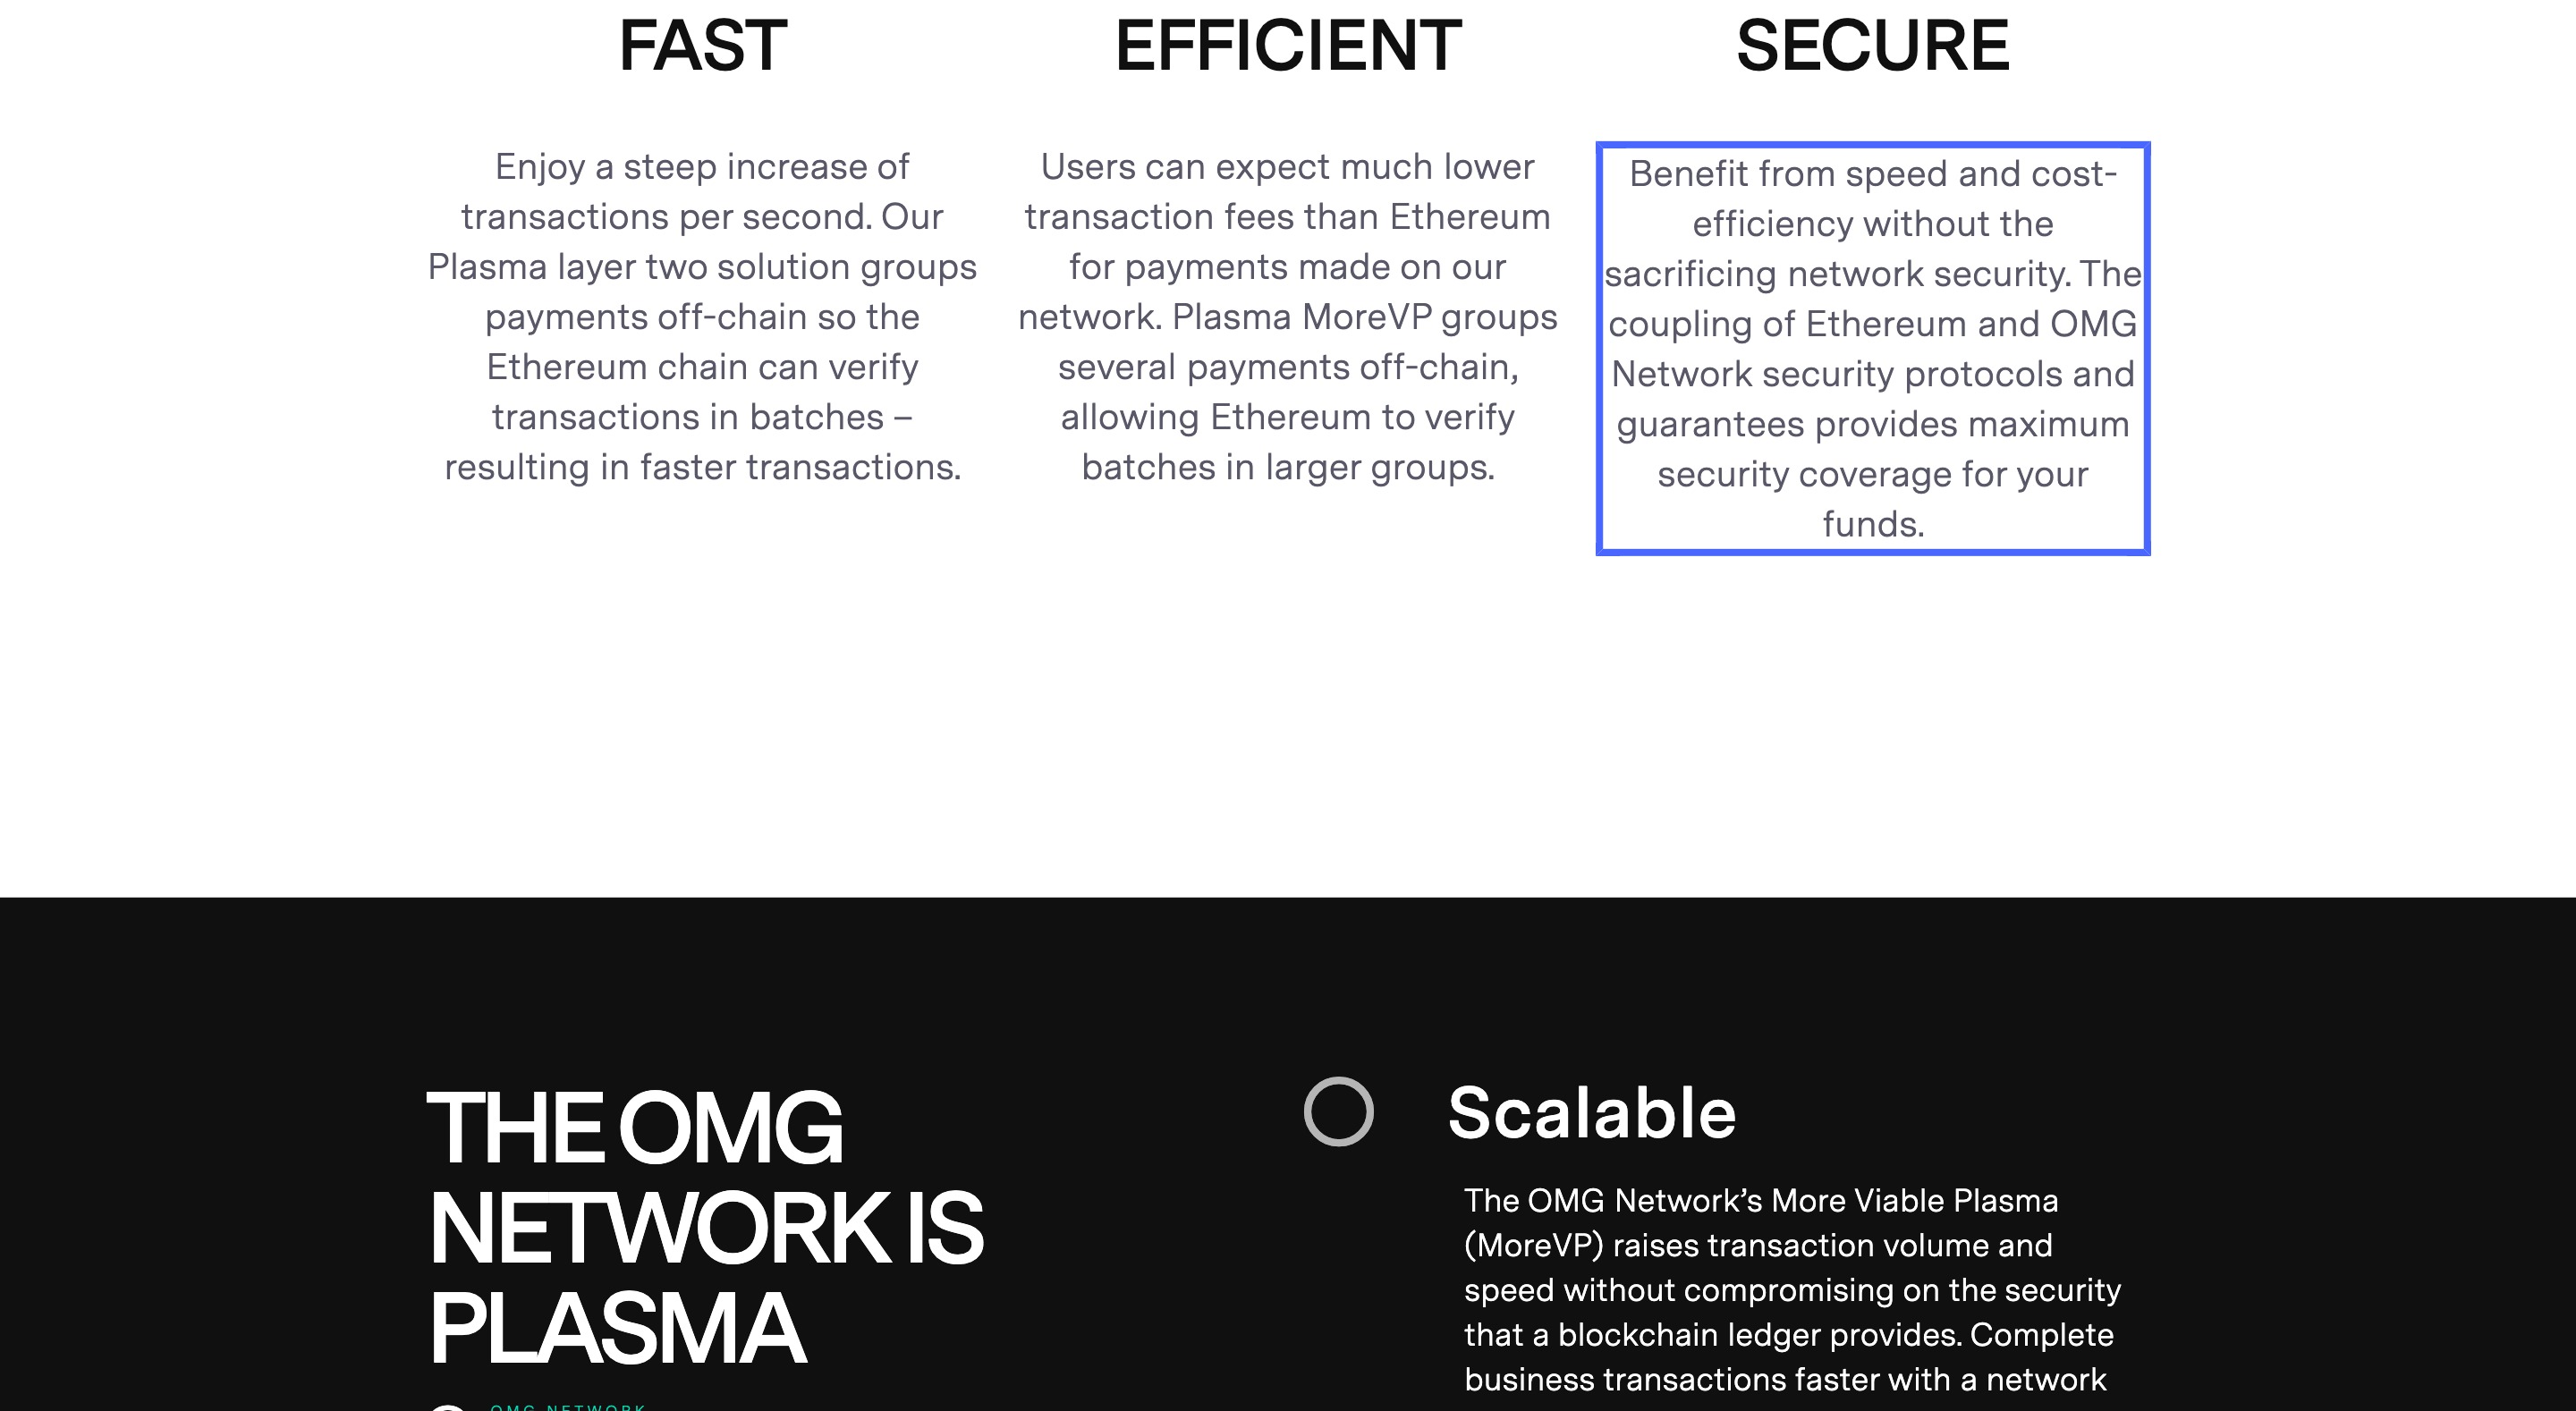 FAST
Enjoy a steep increase of
transactions per second. Our
Plasma layer two solution groups
payments off-chain so the
Ethereum chain can verify
transactions in batches –
resulting in faster transactions.
EFFICIENT
Users can expect much lower
transaction fees than Ethereum
for payments made on our
network. Plasma MoreVP groups
several payments off-chain,
allowing Ethereum to verify
batches in larger groups.
SECURE
Benefit from speed and cost-
efficiency without the
sacrificing network security. The
coupling of Ethereum and OMG
Network security protocols and
guarantees provides maximum
security coverage for your
funds.
THE OMG
NETWORK IS
PLASMA
OMG NETWORK
Scalable
The OMG Network’s More Viable Plasma
(MoreVP) raises transaction volume and
speed without compromising on the security
that a blockchain ledger provides. Complete
business transactions faster with a network